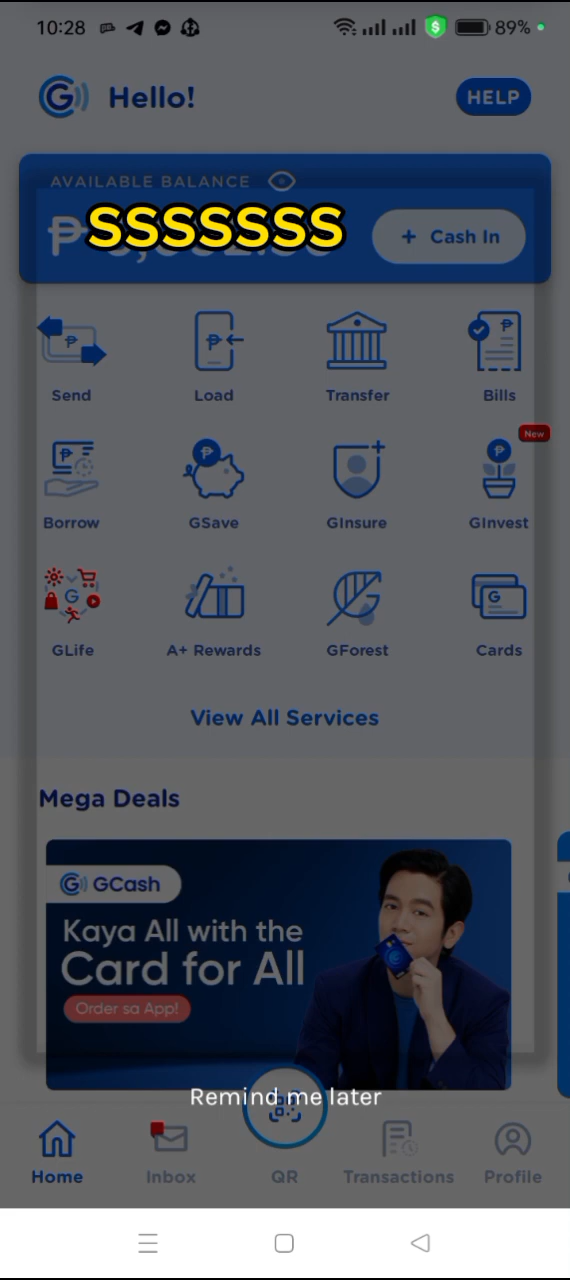 10:28
89%
Hello!
HELP
AVAILABLE BALANCE
₱
SSSSSSS
+ Cash In
Send Load Transfer Bills
New
Borrow GSave GInsure GInvest
GLife A+ Rewards GForest Cards
View All Services
Mega Deals
GCash
Kaya All with the
Card for All
Order sa App!
Remind me later
Home Inbox QR Transactions Profile